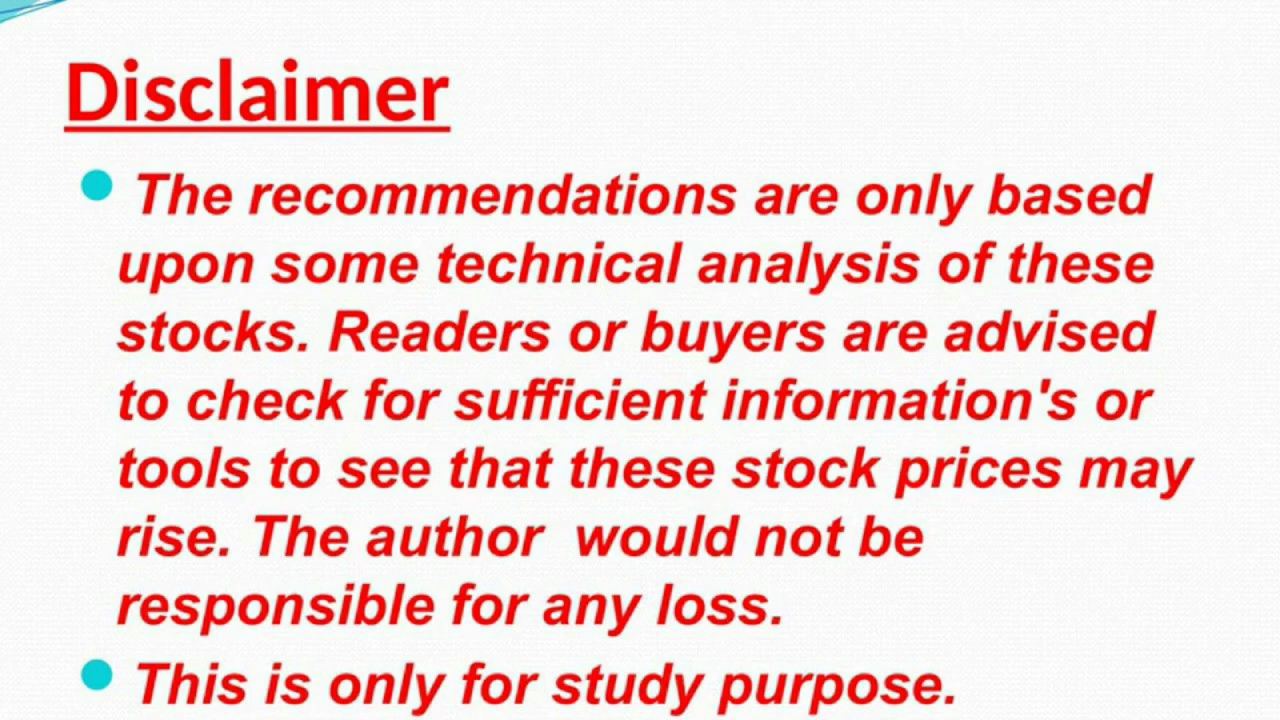 Disclaimer
The recommendations are only based
upon some technical analysis of these
stocks. Readers or buyers are advised
to check for sufficient information's or
tools to see that these stock prices may
rise. The author  would not be
responsible for any loss.
This is only for study purpose.